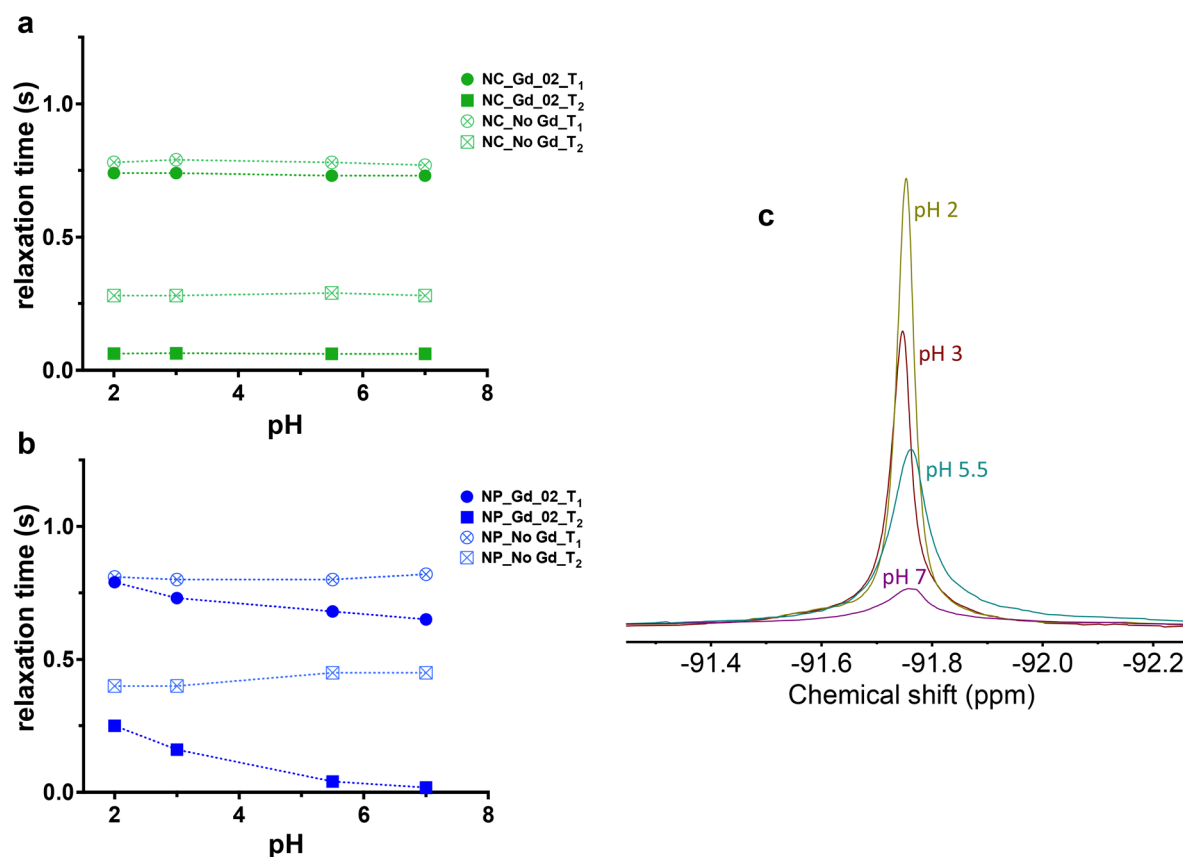 a
relaxation time (s)
1.0
0.5
0.0
2 4 6 8
pH
NC_Gd_02_T₁
NC_Gd_02_T₂
NC_No Gd_T₁
NC_No Gd_T₂
b
relaxation time (s)
1.0
0.5
0.0
2 4 6 8
pH
NP_Gd_02_T₁
NP_Gd_02_T₂
NP_No Gd_T₁
NP_No Gd_T₂
c
pH 2
pH 3
pH 5.5
pH 7
-91.4 -91.6 -91.8 -92.0 -92.2
Chemical shift (ppm)